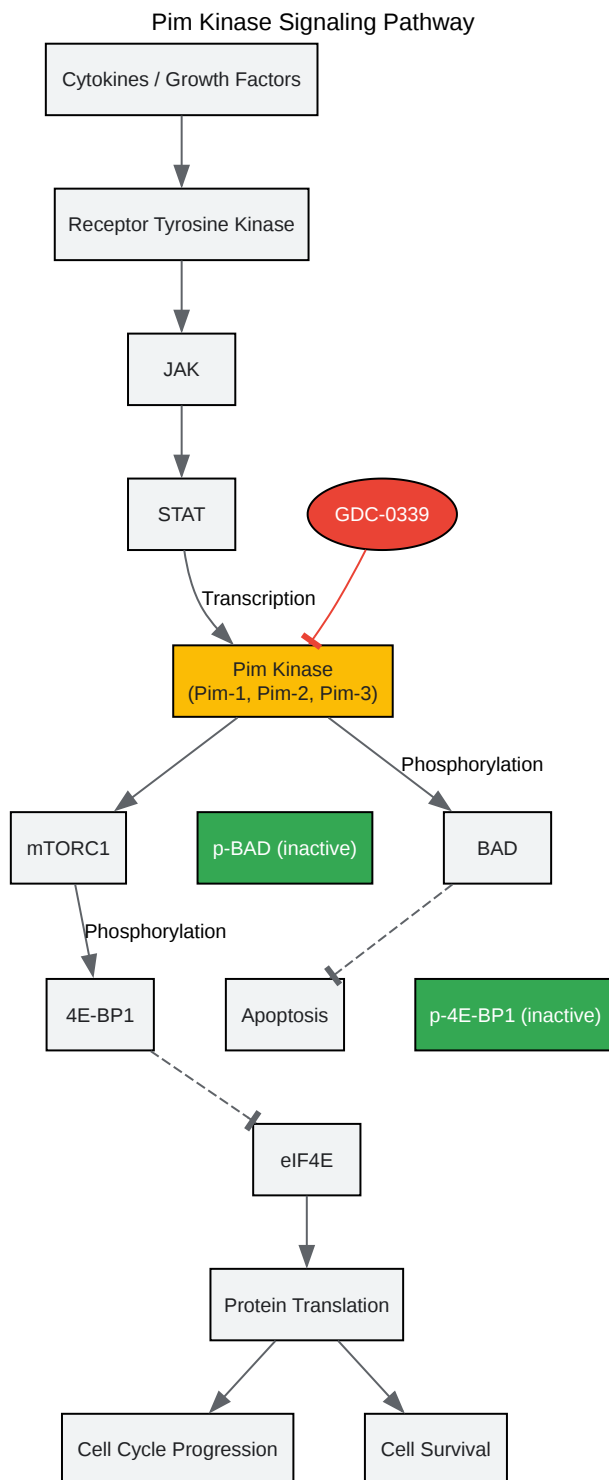 Pim Kinase Signaling Pathway
Cytokines / Growth Factors
Receptor Tyrosine Kinase
JAK
STAT
GDC-0339
Transcription
Pim Kinase
(Pim-1, Pim-2, Pim-3)
Phosphorylation
mTORC1
p-BAD (inactive)
BAD
Phosphorylation
4E-BP1
Apoptosis
p-4E-BP1 (inactive)
eIF4E
Protein Translation
Cell Cycle Progression
Cell Survival